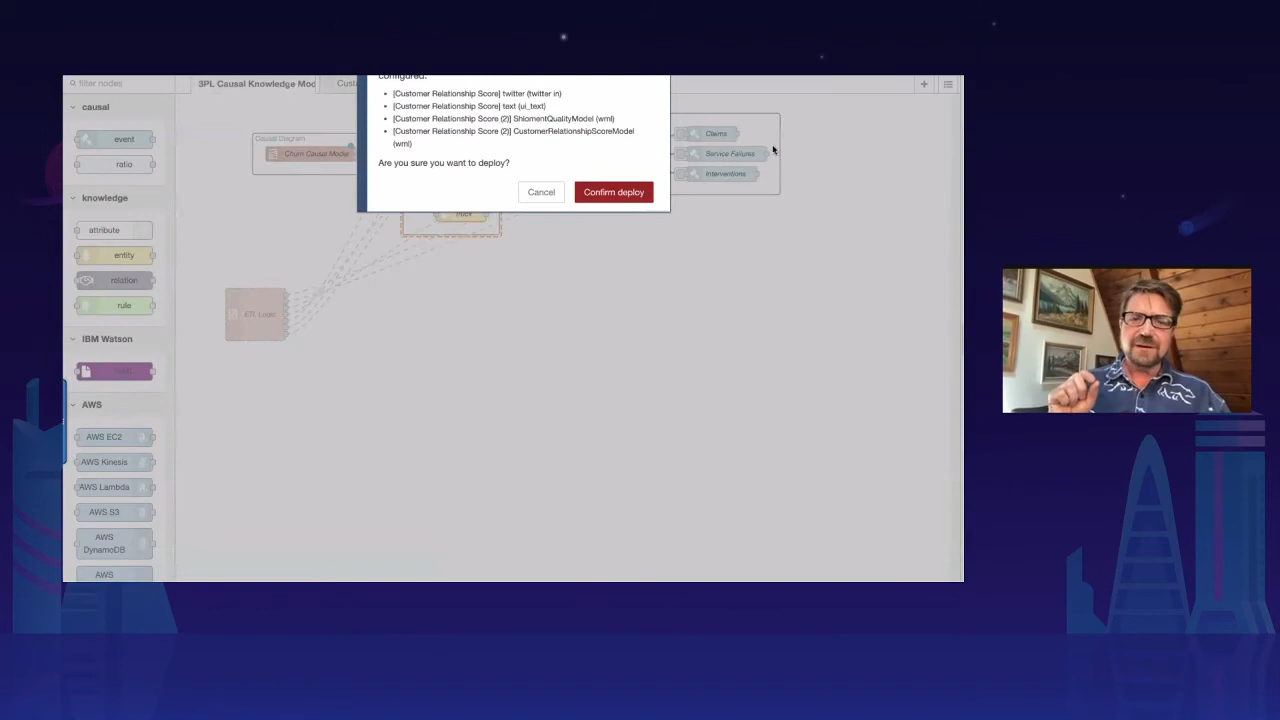 filter nodes
3PL Causal Knowledge Mod
Custo
configured:
causal
event
ratio
knowledge
attribute
entity
relation
rule
IBM Watson
AWS
AWS EC2
AWS Kinesis
AWS Lambda
AWS S3
AWS
DynamoDB
AWS
Causal Diagram
Churn Causal Model
• [Customer Relationship Score] twitter (twitter in)
• [Customer Relationship Score] text (ui_text)
• [Customer Relationship Score (2)] ShiomentQualityModel (wml)
• [Customer Relationship Score (2)] CustomerRelationshipScoreModel
(wml)
Are you sure you want to deploy?
Cancel
Confirm deploy
Claims
Service Failures
Interventions
Truck